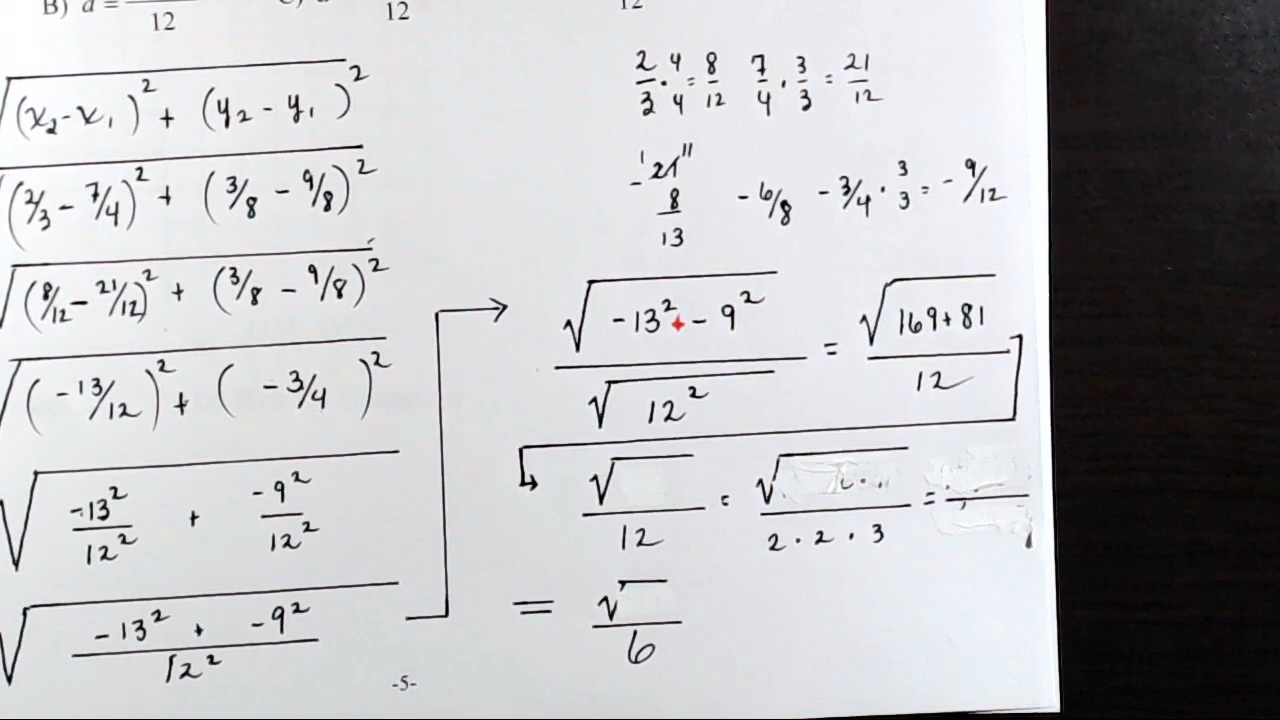 B) d = 12 12 12
√(x₂ - x₁)² + (y₂ - y₁)²
√(2/3 - 7/4)² + (3/8 - 9/8)²
√(8/12 - 21/12)² + (3/8 - 9/8)²
√(-13/12)² + (-3/4)²
√-13²/12² + -9²/12²
√(-13² + -9²)/12²
-5-
2/3 · 4/4 = 8/12 7/4 · 3/3 = 21/12
1 21 11
- 8
13
-6/8 -3/4 · 3/3 = -9/12
√-13² + -9² / √12² = √169+81 / 12
√ / 12 = √ / 2 · 2 · 3 =
= √ / 6